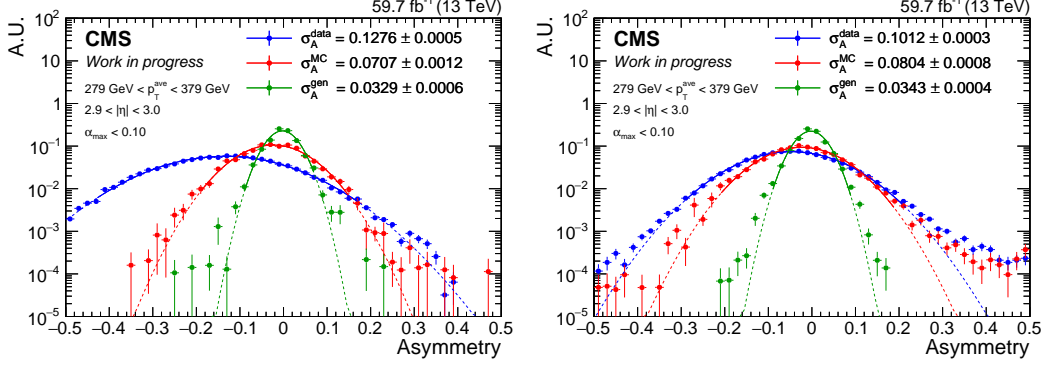 59.7 fb⁻¹ (13 TeV)
A.U.
10²
10
1
10⁻¹
10⁻²
10⁻³
10⁻⁴
10⁻⁵
CMS
Work in progress
279 GeV < p_T^ave < 379 GeV
2.9 < |η| < 3.0
α_max < 0.10
σ_A^data = 0.1276 ± 0.0005
σ_A^MC = 0.0707 ± 0.0012
σ_A^gen = 0.0329 ± 0.0006
−0.5 −0.4 −0.3 −0.2 −0.1 0 0.1 0.2 0.3 0.4 0.5
Asymmetry
59.7 fb⁻¹ (13 TeV)
A.U.
10²
10
1
10⁻¹
10⁻²
10⁻³
10⁻⁴
10⁻⁵
CMS
Work in progress
279 GeV < p_T^ave < 379 GeV
2.9 < |η| < 3.0
α_max < 0.10
σ_A^data = 0.1012 ± 0.0003
σ_A^MC = 0.0804 ± 0.0008
σ_A^gen = 0.0343 ± 0.0004
−0.5 −0.4 −0.3 −0.2 −0.1 0 0.1 0.2 0.3 0.4 0.5
Asymmetry